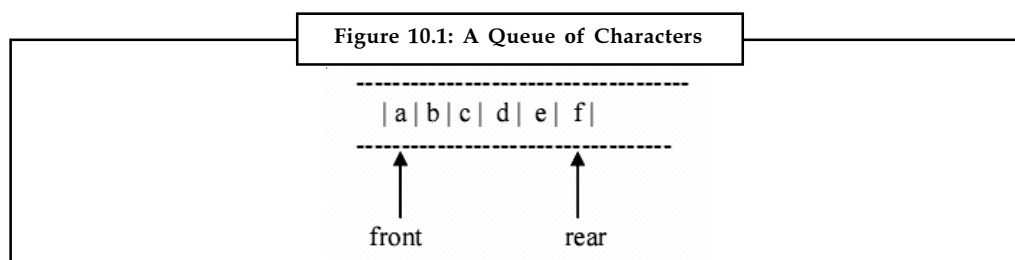 Figure 10.1: A Queue of Characters
| a | b | c | d | e | f |
front rear